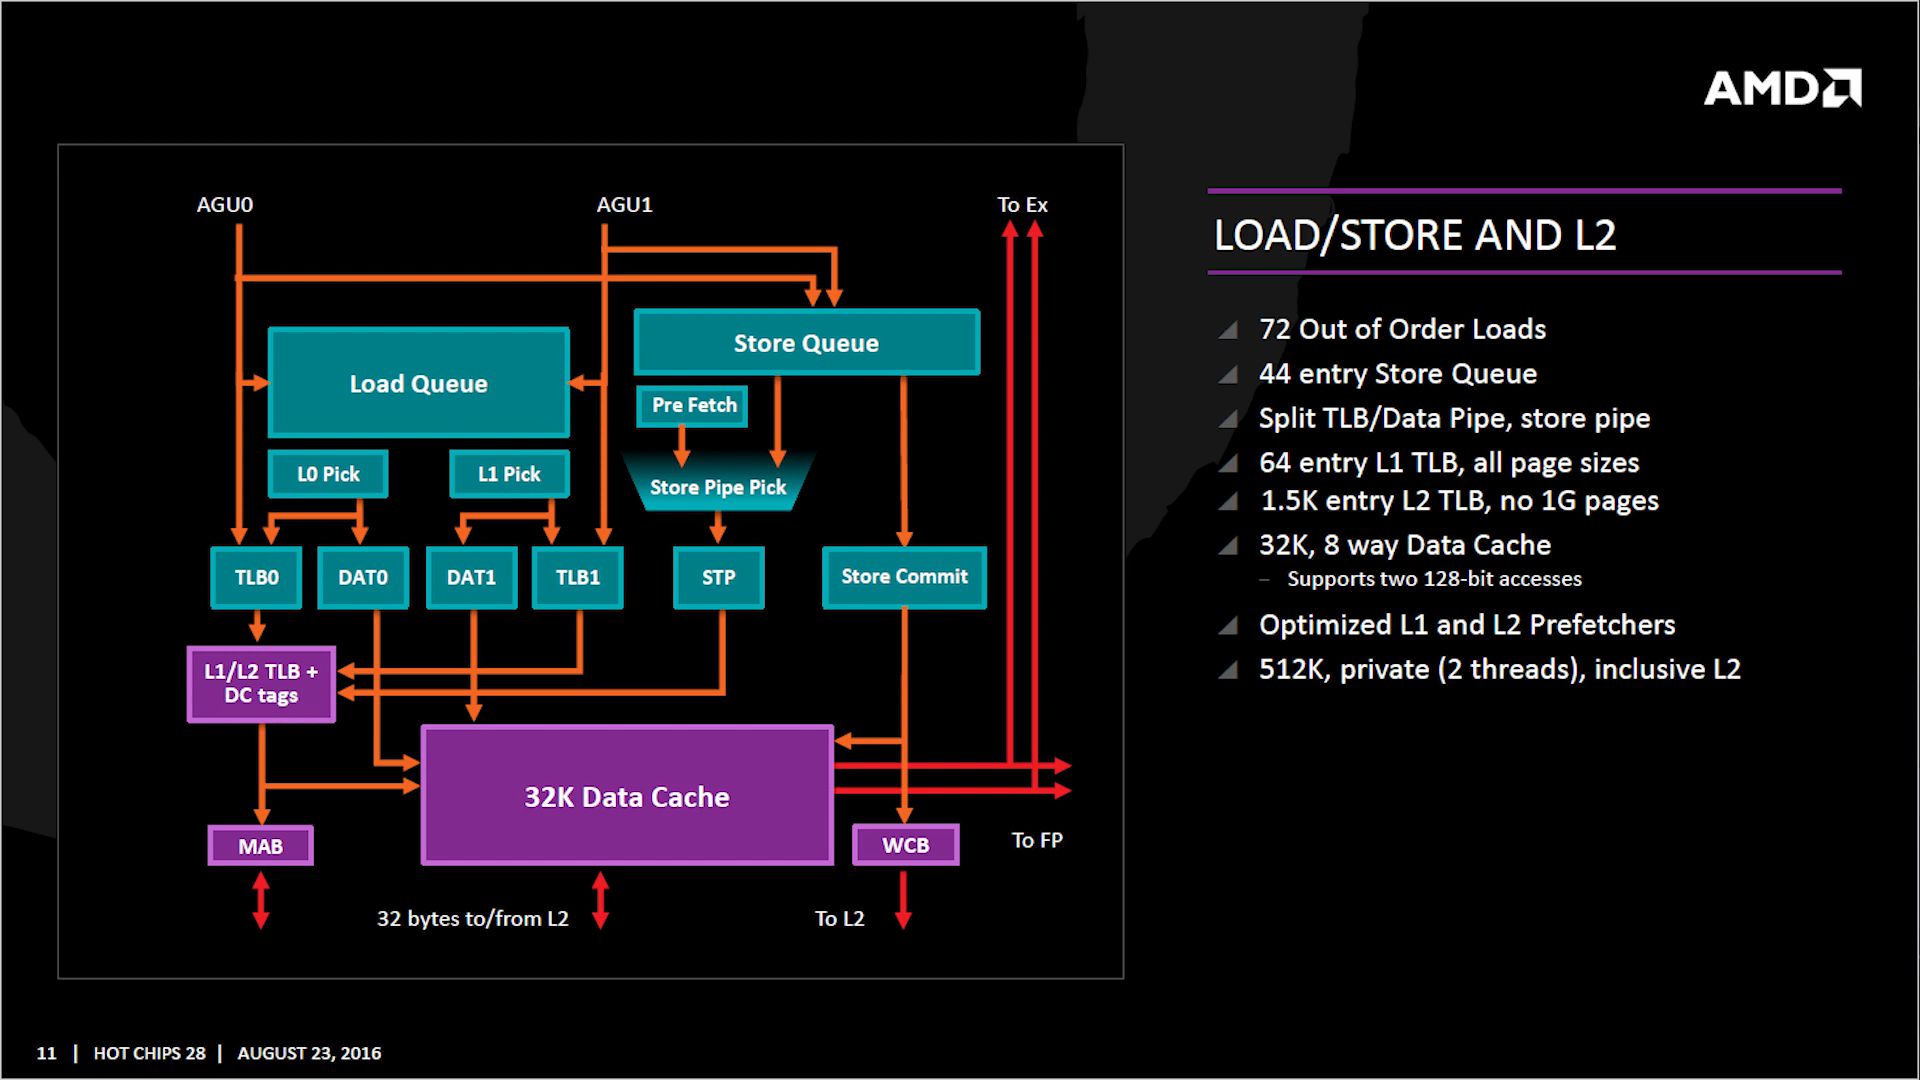 AMD
AGU0
AGU1
To Ex
Load Queue
Store Queue
Pre Fetch
L0 Pick
L1 Pick
Store Pipe Pick
TLB0
DAT0
DAT1
TLB1
STP
Store Commit
L1/L2 TLB +
DC tags
32K Data Cache
MAB
WCB
To FP
32 bytes to/from L2
To L2
LOAD/STORE AND L2
72 Out of Order Loads
44 entry Store Queue
Split TLB/Data Pipe, store pipe
64 entry L1 TLB, all page sizes
1.5K entry L2 TLB, no 1G pages
32K, 8 way Data Cache
– Supports two 128-bit accesses
Optimized L1 and L2 Prefetchers
512K, private (2 threads), inclusive L2
11 | HOT CHIPS 28 | AUGUST 23, 2016